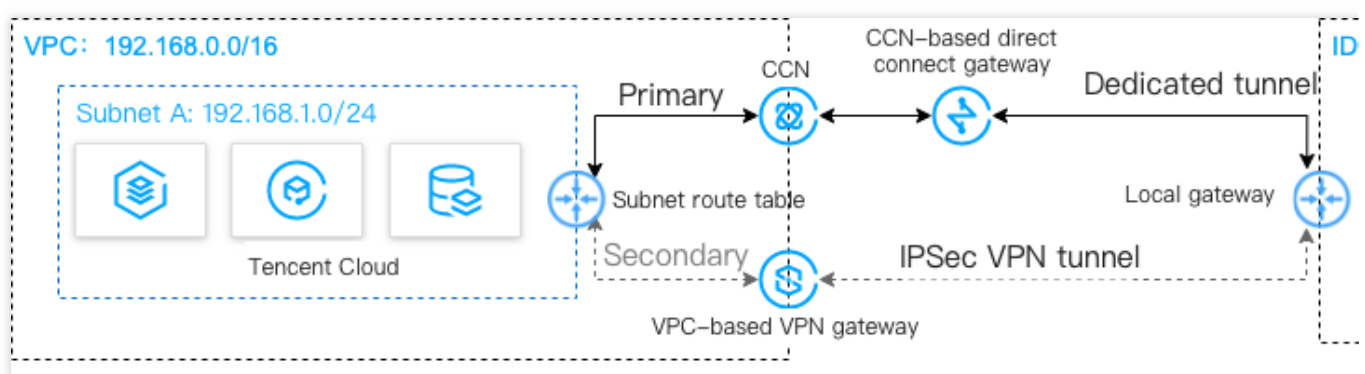 VPC: 192.168.0.0/16
Subnet A: 192.168.1.0/24
Tencent Cloud
Primary
CCN
CCN-based direct
connect gateway
Dedicated tunnel
Subnet route table
Local gateway
Secondary
IPSec VPN tunnel
VPC-based VPN gateway